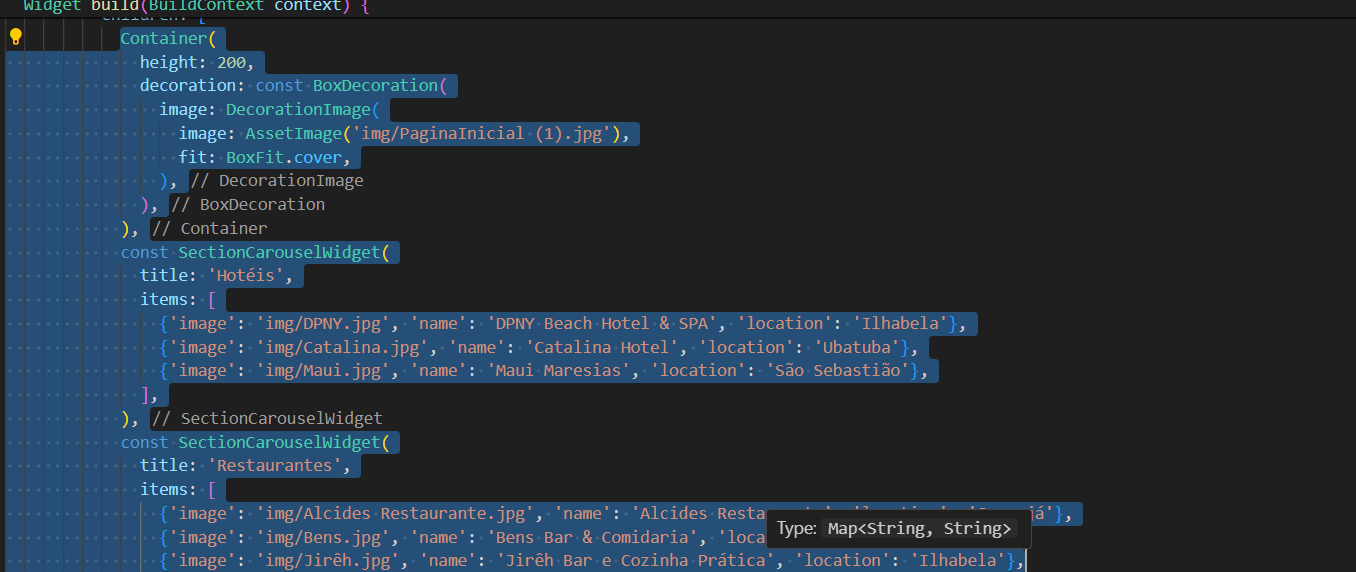 Widget build(BuildContext context) {
children: [
Container(
height: 200,
decoration: const BoxDecoration(
image: DecorationImage(
image: AssetImage('img/PaginaInicial (1).jpg'),
fit: BoxFit.cover,
), // DecorationImage
), // BoxDecoration
), // Container
const SectionCarouselWidget(
title: 'Hotéis',
items: [
{'image': 'img/DPNY.jpg', 'name': 'DPNY Beach Hotel & SPA', 'location': 'Ilhabela'},
{'image': 'img/Catalina.jpg', 'name': 'Catalina Hotel', 'location': 'Ubatuba'},
{'image': 'img/Maui.jpg', 'name': 'Maui Maresias', 'location': 'São Sebastião'},
],
), // SectionCarouselWidget
const SectionCarouselWidget(
title: 'Restaurantes',
items: [
{'image': 'img/Alcides Restaurante.jpg', 'name': 'Alcides
Type: Map<String, String>
{'image': 'img/Bens.jpg', 'name': 'Bens Bar & Comidaria',
{'image': 'img/Jirêh.jpg', 'name': 'Jirêh Bar e Cozinha Prática', 'location': 'Ilhabela'},